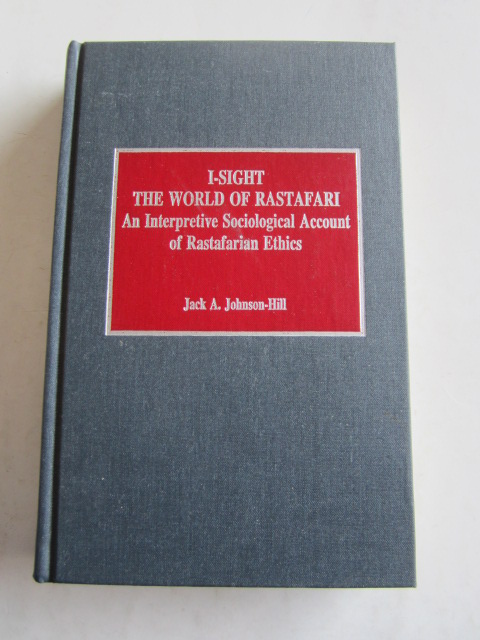 I-SIGHT
THE WORLD OF RASTAFARI
An Interpretive Sociological Account
of Rastafarian Ethics
Jack A. Johnson-Hill